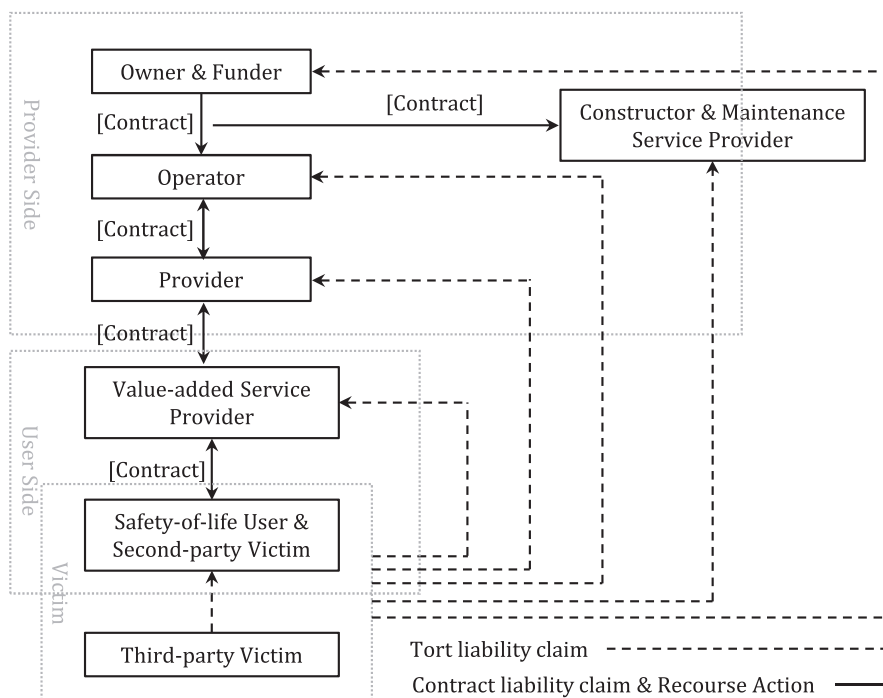 Owner & Funder
[Contract]
[Contract]
Constructor & Maintenance
Service Provider
Provider Side
Operator
[Contract]
Provider
[Contract]
Value-added Service
Provider
User Side
[Contract]
Safety-of-life User &
Second-party Victim
Victim
Third-party Victim
Tort liability claim
Contract liability claim & Recourse Action